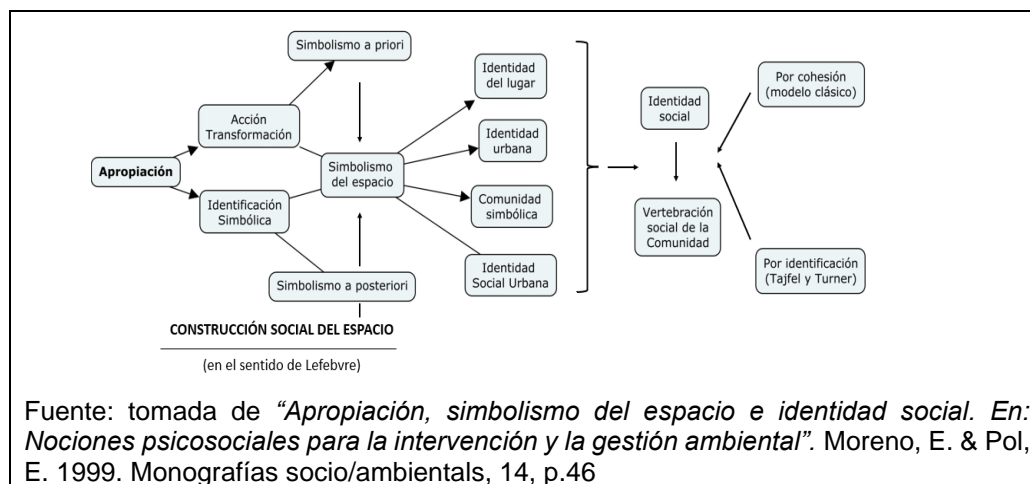 Simbolismo a priori
Acción
Transformación
Apropiación
Identificación
Simbólica
Simbolismo
del espacio
Simbolismo a posteriori
CONSTRUCCIÓN SOCIAL DEL ESPACIO
(en el sentido de Lefebvre)
Identidad
del lugar
Identidad
urbana
Comunidad
simbólica
Identidad
Social Urbana
Identidad
social
Vertebración
social de la
Comunidad
Por cohesión
(modelo clásico)
Por identificación
(Tajfel y Turner)
Fuente: tomada de “Apropiación, simbolismo del espacio e identidad social. En:
Nociones psicosociales para la intervención y la gestión ambiental”. Moreno, E. & Pol,
E. 1999. Monografías socio/ambientals, 14, p.46